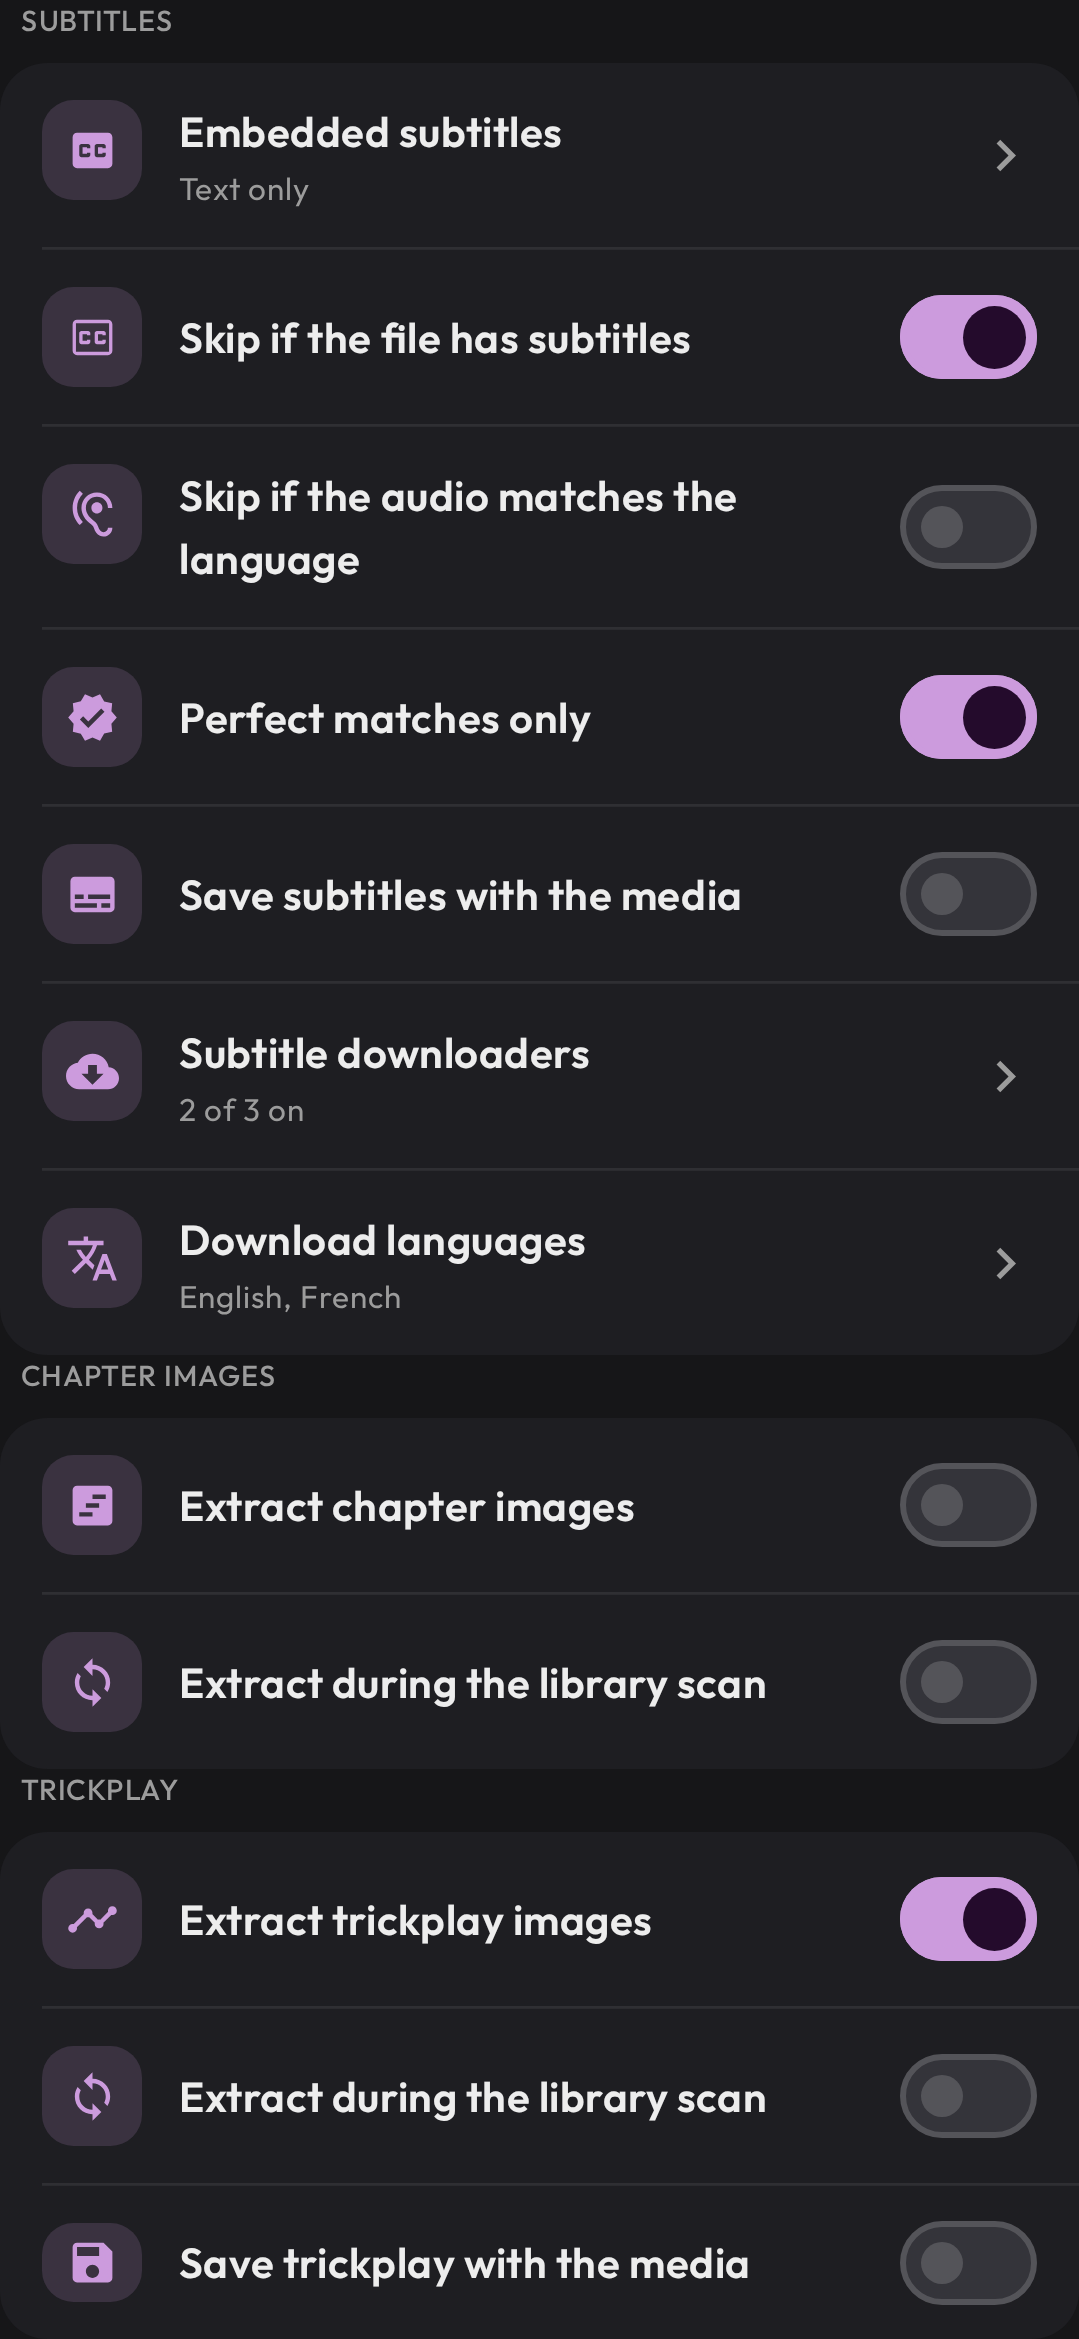 SUBTITLES
Embedded subtitles
Text only
Skip if the file has subtitles
Skip if the audio matches the
language
Perfect matches only
Save subtitles with the media
Subtitle downloaders
2 of 3 on
Download languages
English, French
CHAPTER IMAGES
Extract chapter images
Extract during the library scan
TRICKPLAY
Extract trickplay images
Extract during the library scan
Save trickplay with the media